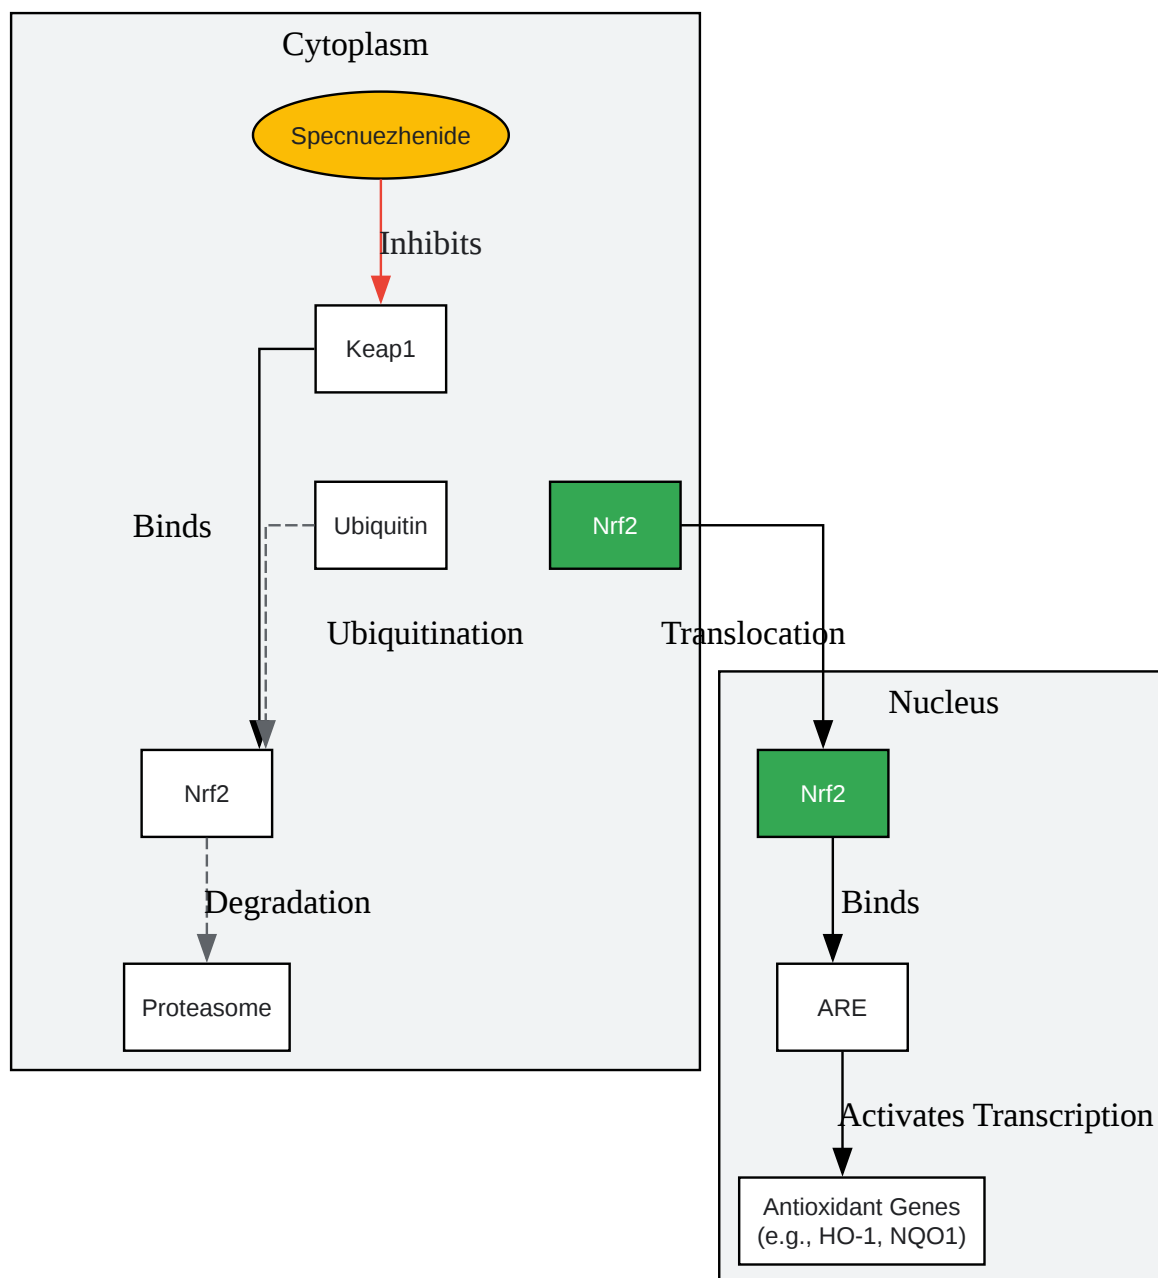 Cytoplasm
Specnuezhenide
Inhibits
Keap1
Binds
Ubiquitin
Nrf2
Ubiquitination
Translocation
Nucleus
Nrf2
Nrf2
Degradation
Binds
Proteasome
ARE
Activates Transcription
Antioxidant Genes
(e.g., HO-1, NQO1)